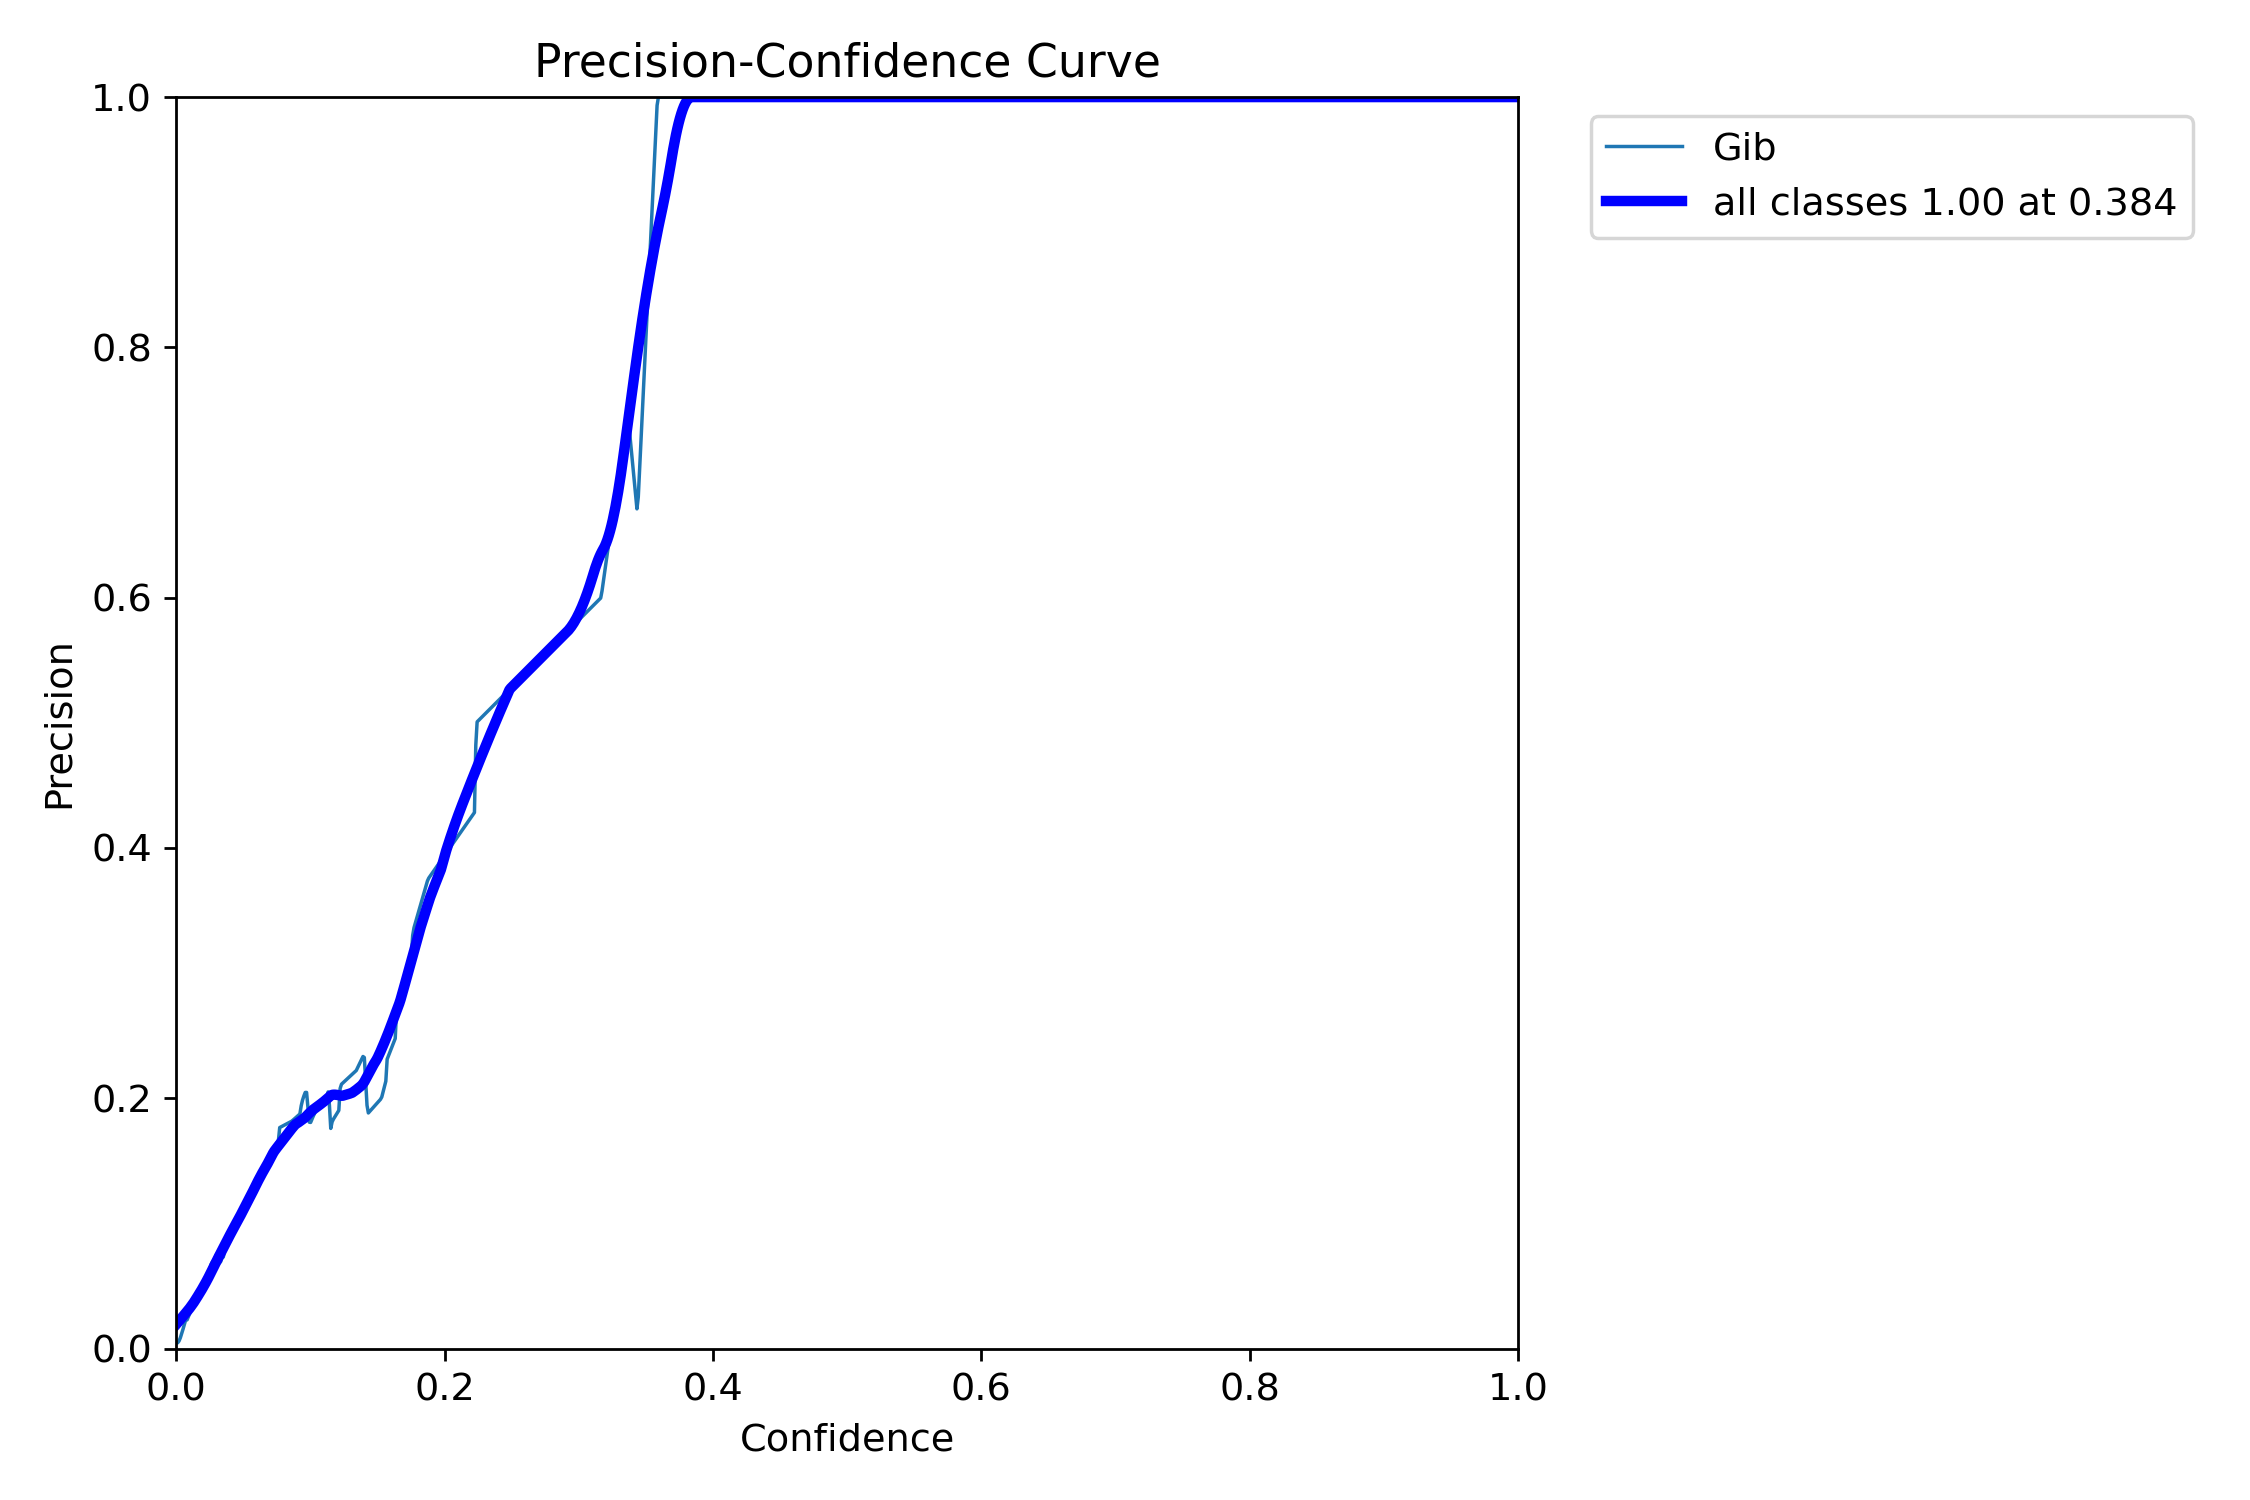 Precision-Confidence Curve
1.0
0.8
0.6
0.4
0.2
0.0
Precision
0.0 0.2 0.4 0.6 0.8 1.0
Confidence
Gib
all classes 1.00 at 0.384